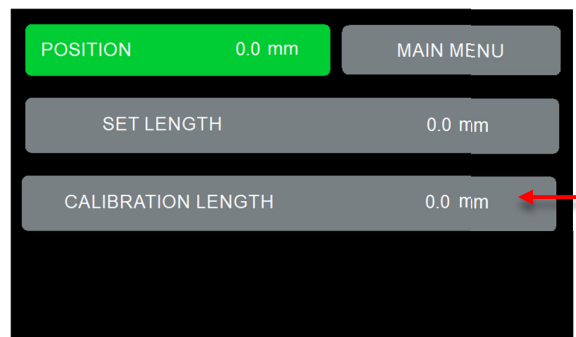 POSITION 0.0 mm MAIN MENU
SET LENGTH 0.0 mm
CALIBRATION LENGTH 0.0 mm